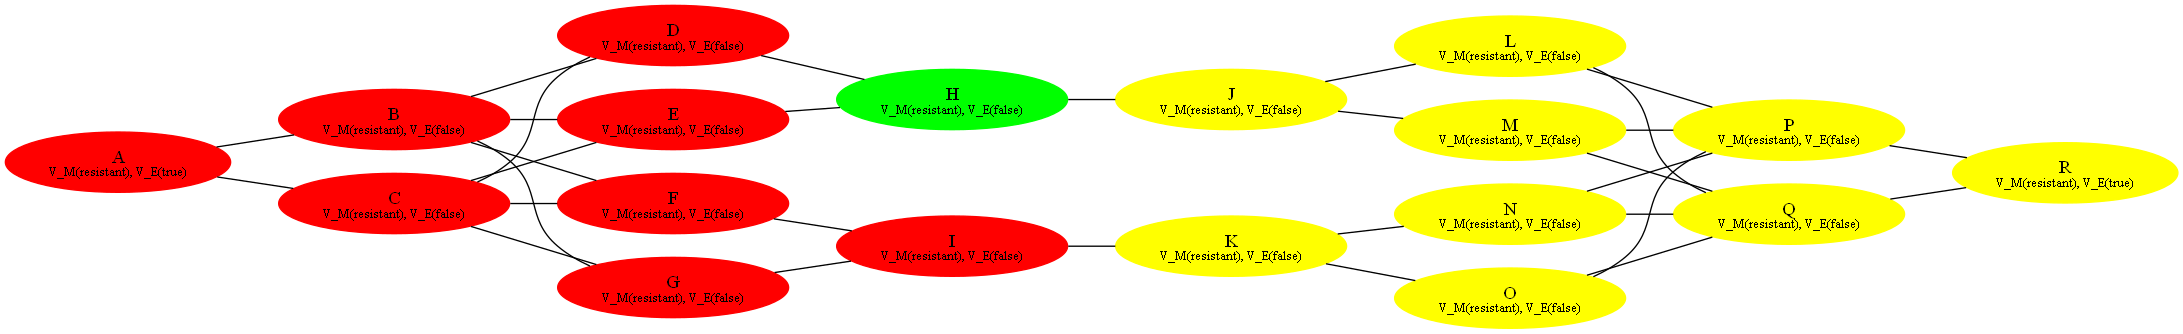 A
V_M(resistant), V_E(true)
B
V_M(resistant), V_E(false)
C
V_M(resistant), V_E(false)
D
V_M(resistant), V_E(false)
E
V_M(resistant), V_E(false)
F
V_M(resistant), V_E(false)
G
V_M(resistant), V_E(false)
H
V_M(resistant), V_E(false)
I
V_M(resistant), V_E(false)
J
V_M(resistant), V_E(false)
K
V_M(resistant), V_E(false)
L
V_M(resistant), V_E(false)
M
V_M(resistant), V_E(false)
N
V_M(resistant), V_E(false)
O
V_M(resistant), V_E(false)
P
V_M(resistant), V_E(false)
Q
V_M(resistant), V_E(false)
R
V_M(resistant), V_E(true)